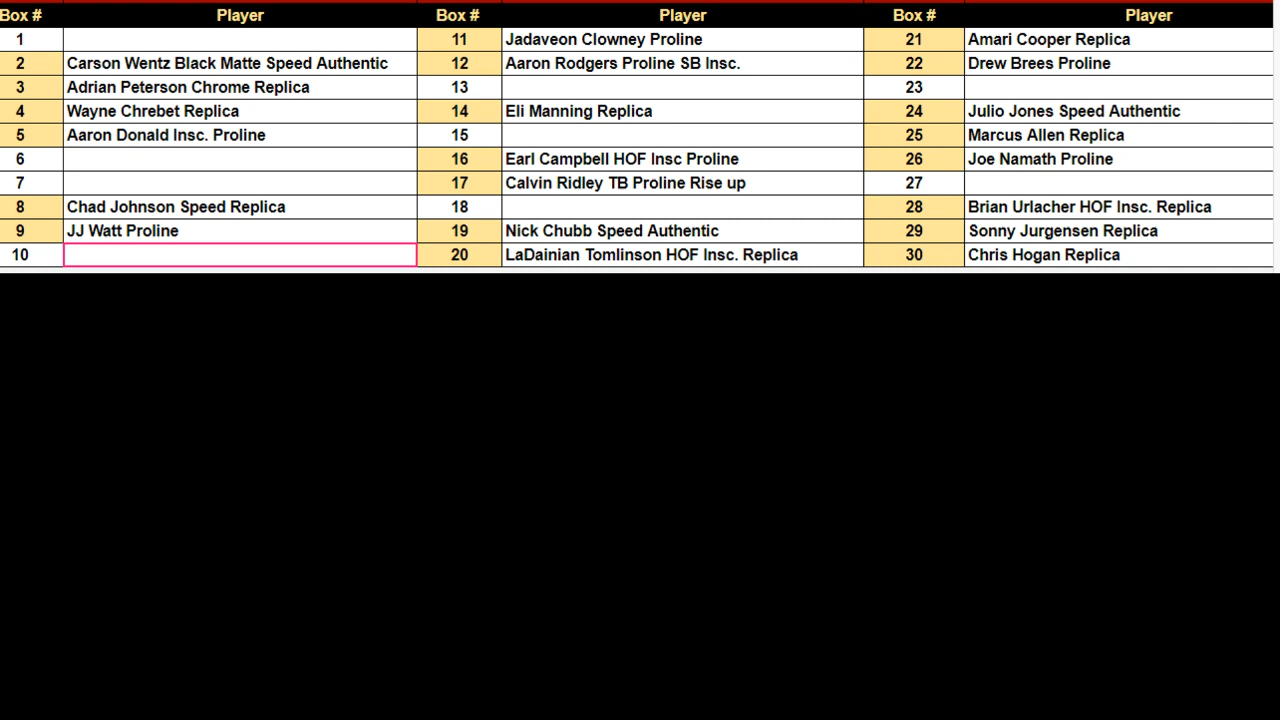 Box # Player Box # Player Box # Player
1 11 Jadaveon Clowney Proline 21 Amari Cooper Replica
2 Carson Wentz Black Matte Speed Authentic 12 Aaron Rodgers Proline SB Insc. 22 Drew Brees Proline
3 Adrian Peterson Chrome Replica 13 23
4 Wayne Chrebet Replica 14 Eli Manning Replica 24 Julio Jones Speed Authentic
5 Aaron Donald Insc. Proline 15 25 Marcus Allen Replica
6 16 Earl Campbell HOF Insc Proline 26 Joe Namath Proline
7 17 Calvin Ridley TB Proline Rise up 27
8 Chad Johnson Speed Replica 18 28 Brian Urlacher HOF Insc. Replica
9 JJ Watt Proline 19 Nick Chubb Speed Authentic 29 Sonny Jurgensen Replica
10 20 LaDainian Tomlinson HOF Insc. Replica 30 Chris Hogan Replica